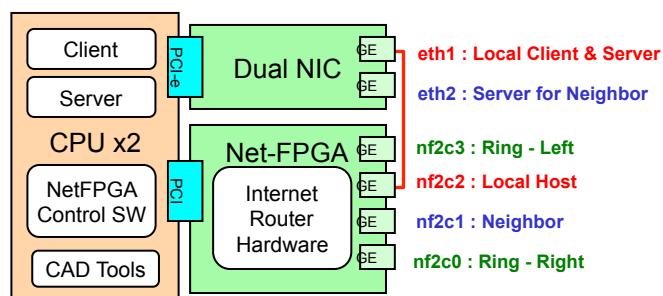 Client
Server
CPU x2
NetFPGA
Control SW
CAD Tools
PCI-e
PCI
Dual NIC
GE
GE
Net-FPGA
Internet
Router
Hardware
GE
GE
GE
GE
eth1 : Local Client & Server
eth2 : Server for Neighbor
nf2c3 : Ring - Left
nf2c2 : Local Host
nf2c1 : Neighbor
nf2c0 : Ring - Right